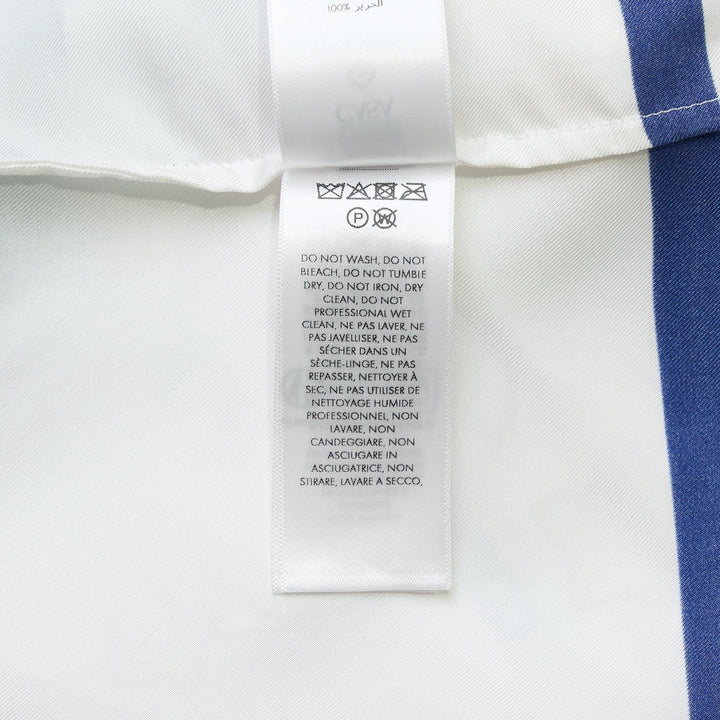 الحرير %100
CASA
P
W
DO NOT WASH, DO NOT
BLEACH, DO NOT TUMBLE
DRY, DO NOT IRON, DRY
CLEAN, DO NOT
PROFESSIONAL WET
CLEAN, NE PAS LAVER, NE
PAS JAVELLISER, NE PAS
SÉCHER DANS UN
SÈCHE-LINGE, NE PAS
REPASSER, NETTOYER À
SEC, NE PAS UTILISER DE
NETTOYAGE HUMIDE
PROFESSIONNEL, NON
LAVARE, NON
CANDEGGIARE, NON
ASCIUGARE IN
ASCIUGATRICE, NON
STIRARE, LAVARE A SECCO,